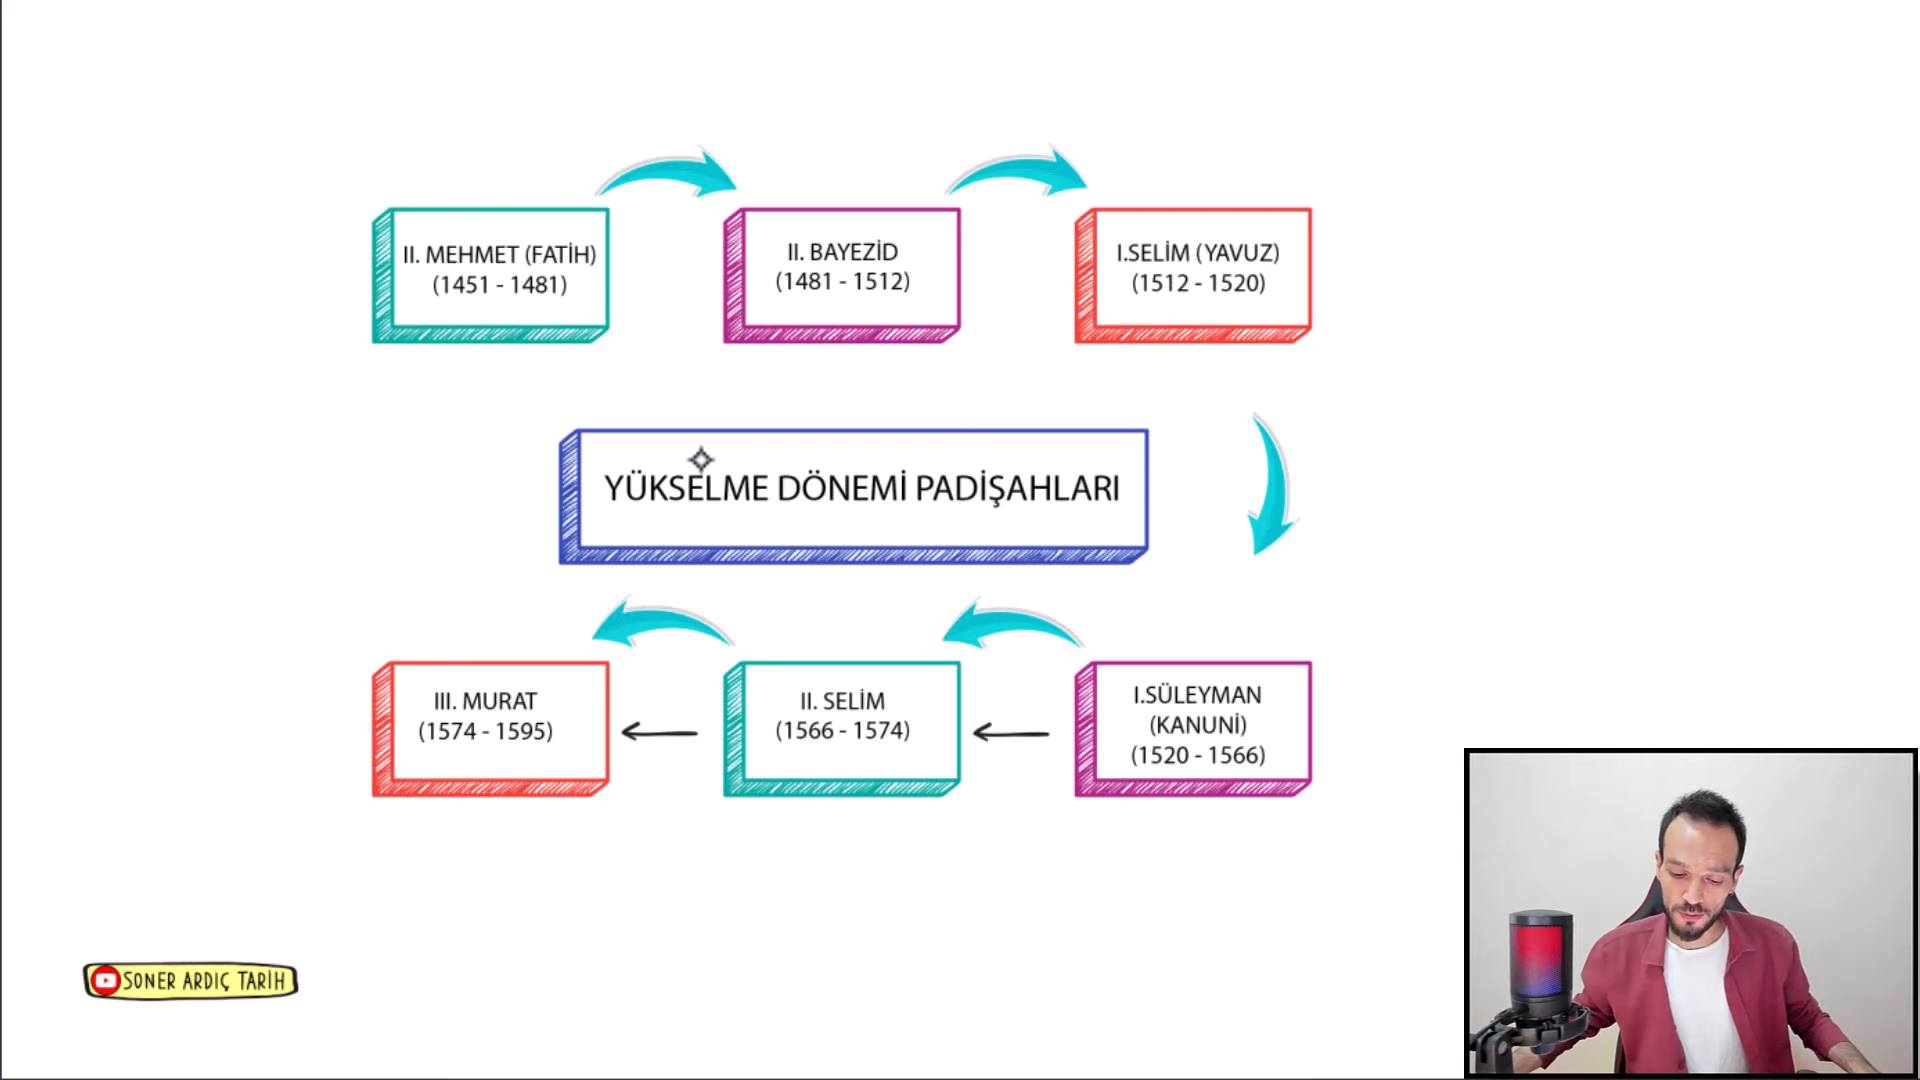 II. MEHMET (FATİH)
(1451 - 1481)
II. BAYEZİD
(1481 - 1512)
I.SELİM (YAVUZ)
(1512 - 1520)
YÜKSELME DÖNEMİ PADİŞAHLARI
III. MURAT
(1574 - 1595)
II. SELİM
(1566 - 1574)
I.SÜLEYMAN
(KANUNİ)
(1520 - 1566)
SONER ARDIÇ TARİH